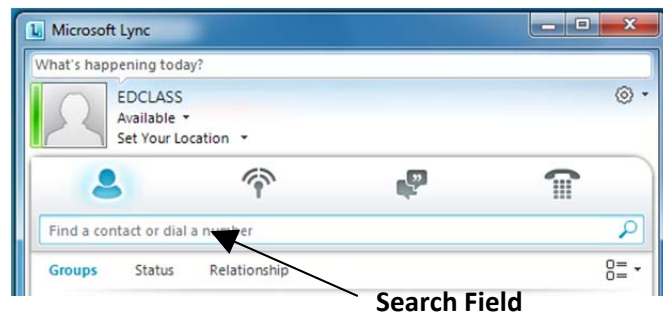 Microsoft Lync
What's happening today?
EDCLASS
Available
Set Your Location
Find a contact or dial a number
Groups Status Relationship
Search Field